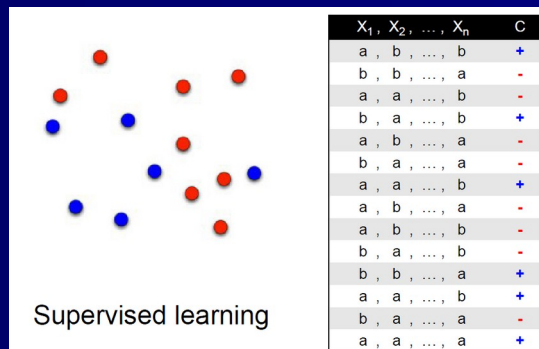 Supervised learning
X1 , X2 , ... , Xn C
a , b , ... , b +
b , b , ... , a -
a , a , ... , b -
b , a , ... , b +
a , b , ... , a -
b , a , ... , a -
a , a , ... , b +
a , b , ... , a -
a , b , ... , b -
b , a , ... , b -
b , b , ... , a +
a , a , ... , b +
b , a , ... , a -
a , a , ... , a +